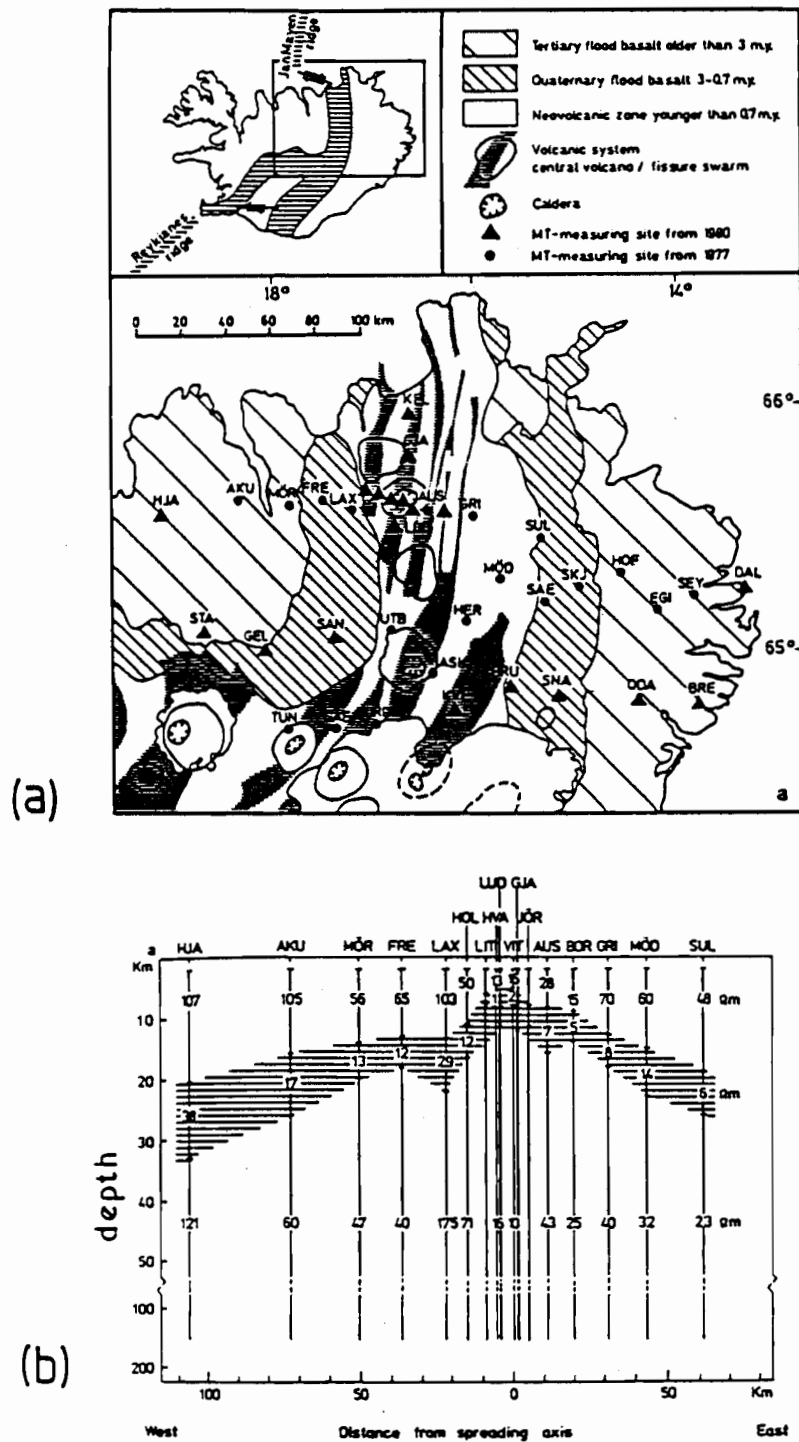 Jan Mayen
ridge
Reykjanes
ridge
Tertiary flood basalt older than 3 m.y.
Quaternary flood basalt 3-0.7 m.y.
Neovolcanic zone younger than 0.7 m.y.
Volcanic system
central volcano / fissure swarm
Caldera
MT-measuring site from 1980
MT-measuring site from 1977
18°
14°
0 20 40 60 80 100 km
66°
HJA AKU MÖR FRE LAX AUS GRI
SUL
MÖD SKJ HOF SEY DAL
SAE EGI
STA GEL SAN UTB HER
ASK
SNA DDA BRE
TUN
65°
(a)
a
LUD GJA
HOL HVA JÖR
a HJA AKU MÖR FRE LAX LIT VIT AUS BOR GRI MÖD SUL
Km
50 28
107 105 56 65 103 6 70 60 48 Ωm
10
12 7 5
13 12 29 8 14
20 17 6 Ωm
38
30
40
121 60 47 40 175 71 16 10 43 25 40 32 23 Ωm
50
100
200
depth
(b)
100 50 0 50 Km
West Distance from spreading axis East